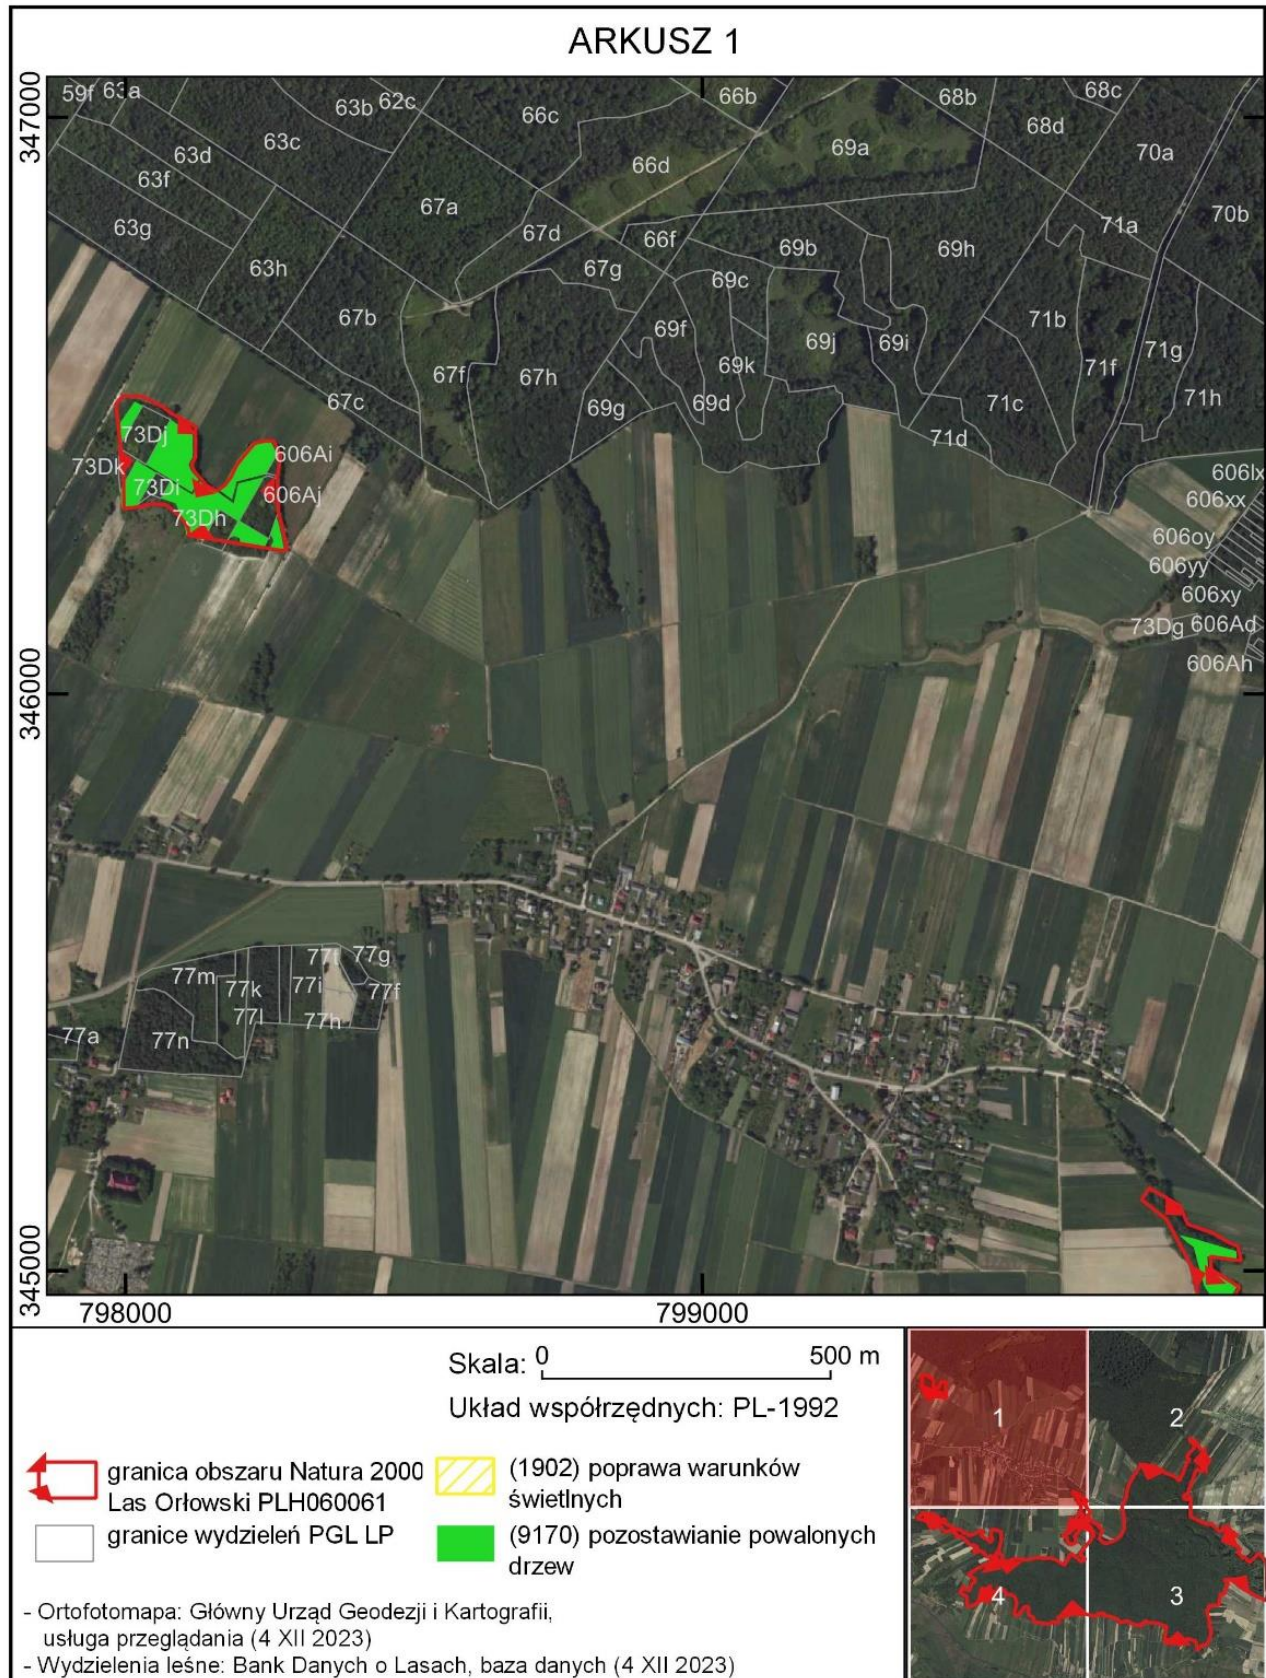 ARKUSZ 1
347000
346000
345000
59f
63a
63b
62c
66c
66b
68b
68c
63c
68d
63d
66d
69a
70a
63f
67a
70b
63g
67d
66f
71a
63h
67g
69b
69h
69c
67b
69f
69j
69i
71b
71g
67f
67h
69k
71f
67c
69g
69d
71c
71h
71d
73Dj
73Dk
606Ai
73Di
606Aj
73Dh
606lx
606xx
606oy
606yy
606xy
73Dg
606Ad
606Ah
77m
77g
77k
77i
77f
77l
77h
77a
77n
798000
799000
Skala: 0 500 m
Układ współrzędnych: PL-1992
granica obszaru Natura 2000
Las Orłowski PLH060061
granice wydzieleń PGL LP
(1902) poprawa warunków
świetlnych
(9170) pozostawianie powalonych
drzew
- Ortofotomapa: Główny Urząd Geodezji i Kartografii,
usługa przeglądania (4 XII 2023)
- Wydzielenia leśne: Bank Danych o Lasach, baza danych (4 XII 2023)
1
2
4
3